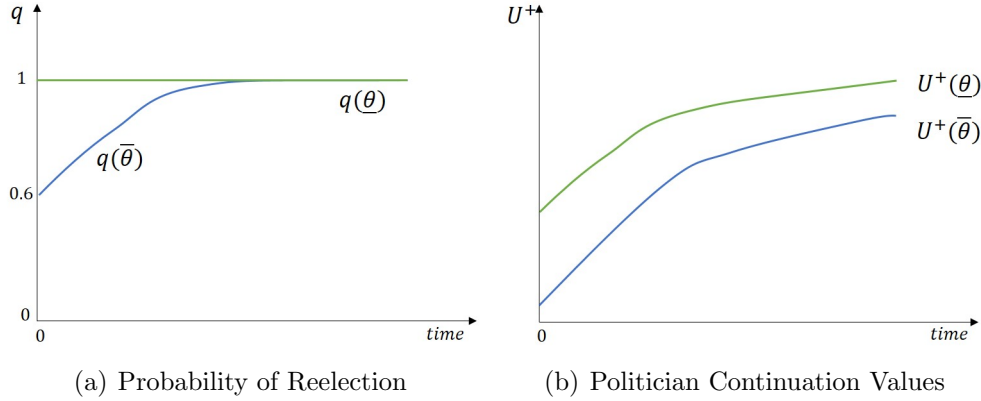 q
1
q(θ̲)
q(θ̅)
0.6
0
0
time
(a) Probability of Reelection
U⁺
U⁺(θ̲)
U⁺(θ̅)
0
time
(b) Politician Continuation Values